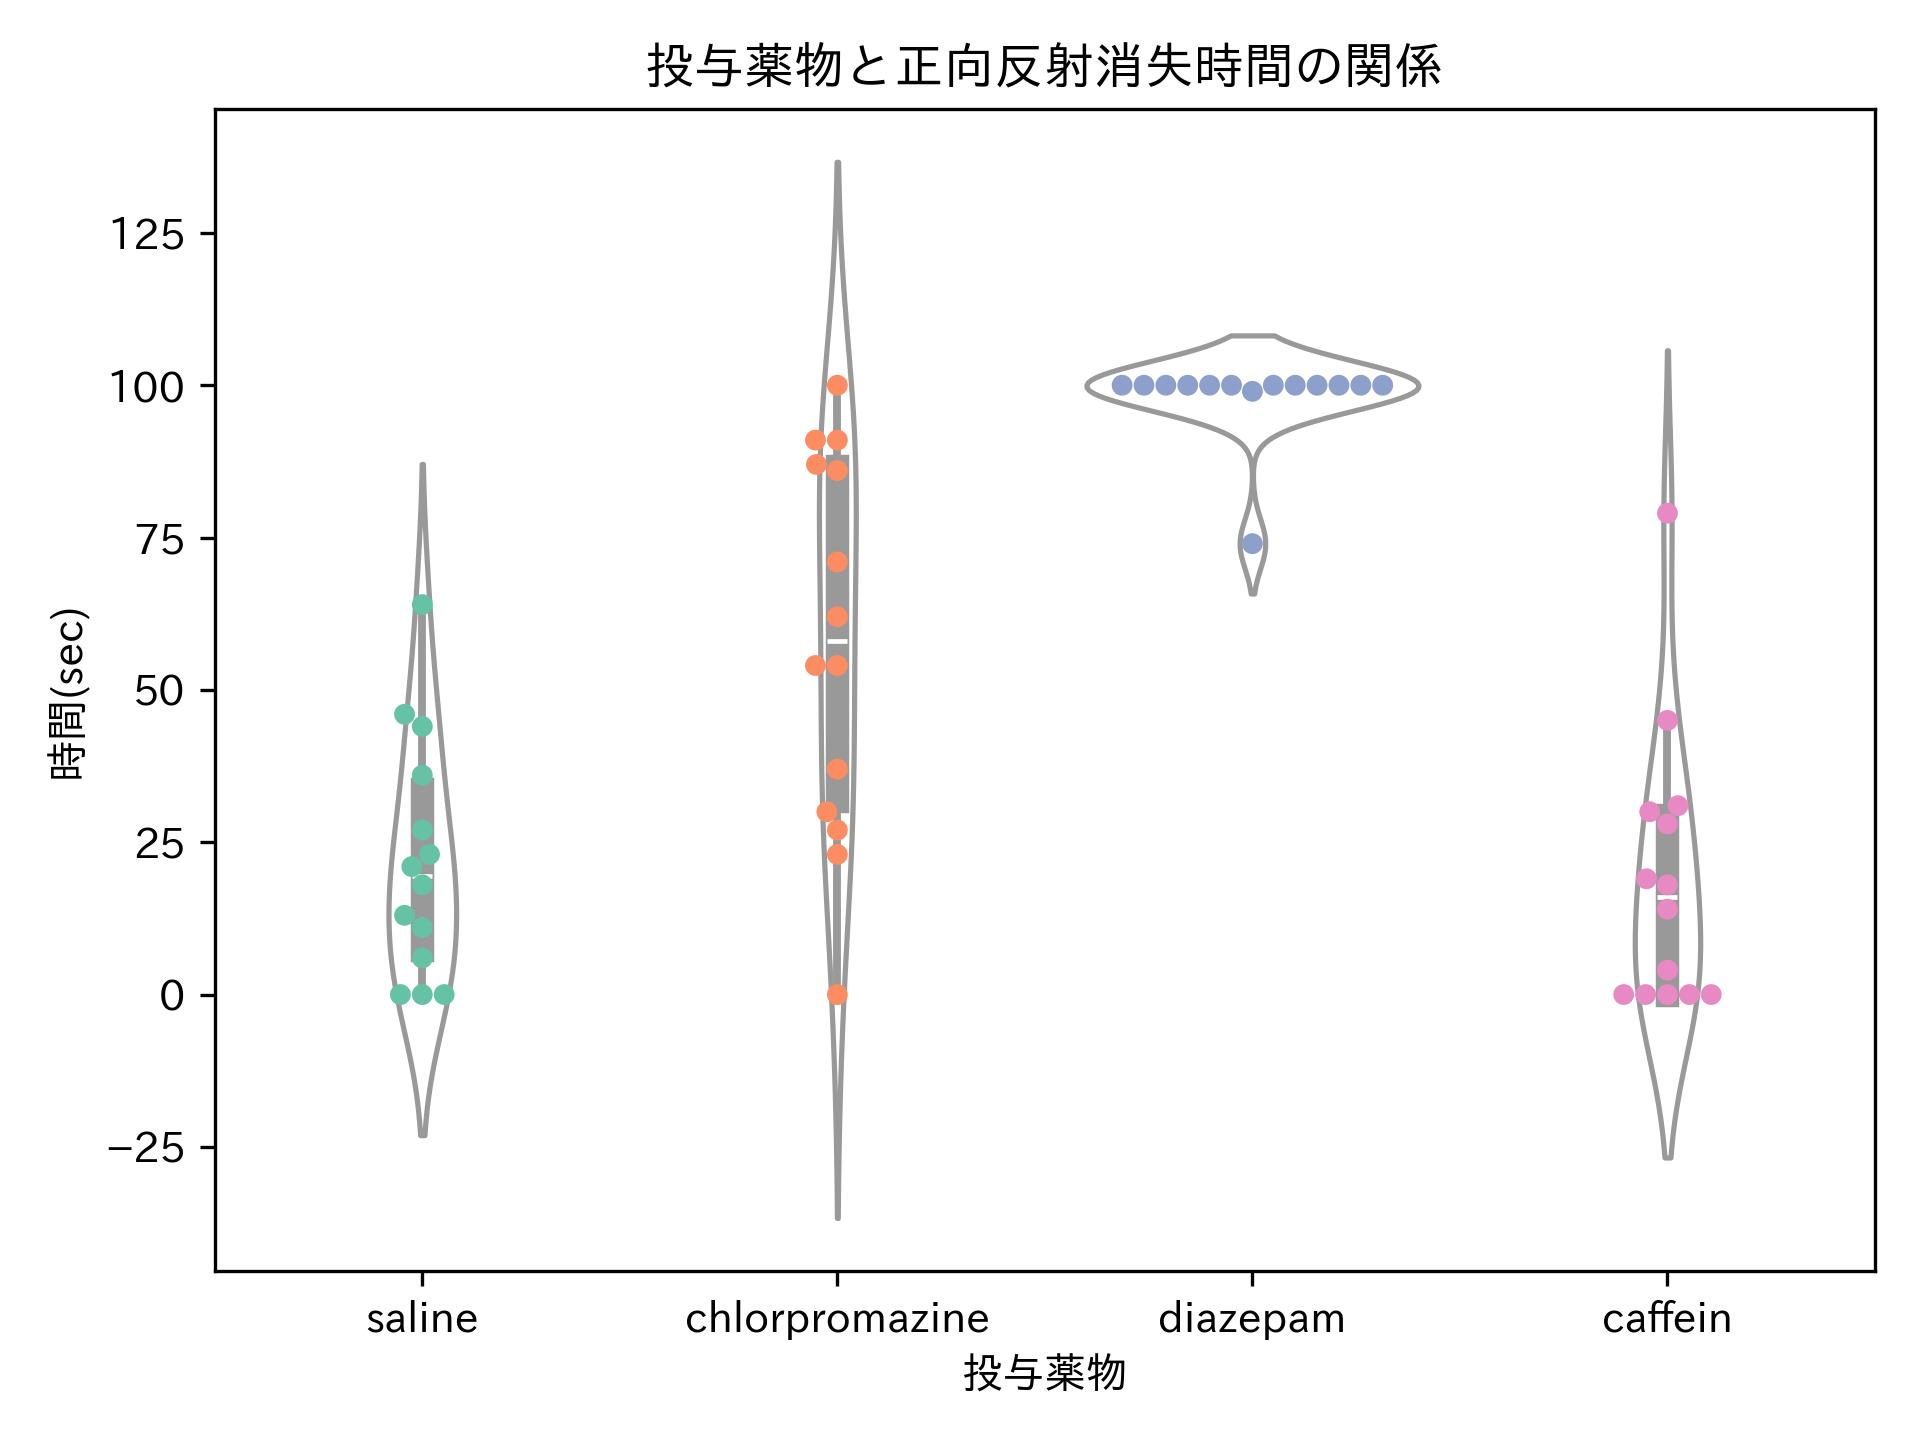 投与薬物と正向反射消失時間の関係
時間(sec)
125
100
75
50
25
0
−25
saline
chlorpromazine
diazepam
caffein
投与薬物